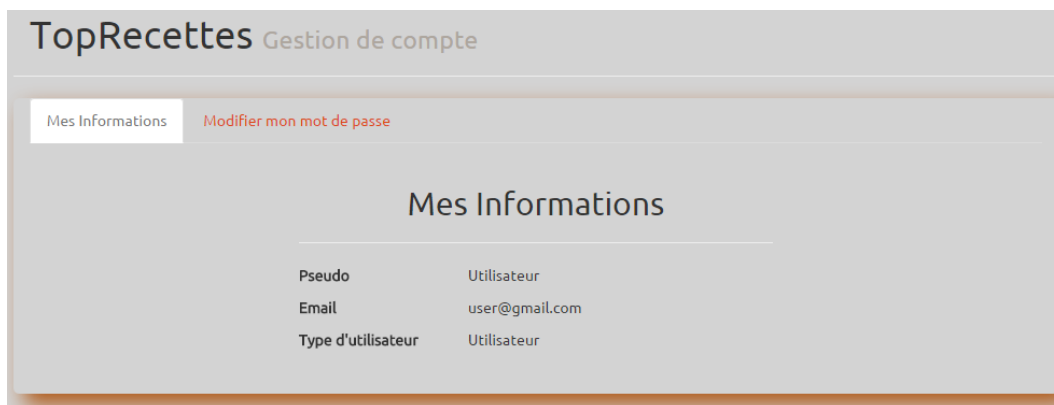 TopRecettes Gestion de compte
Mes Informations Modifier mon mot de passe
Mes Informations
Pseudo Utilisateur
Email user@gmail.com
Type d'utilisateur Utilisateur